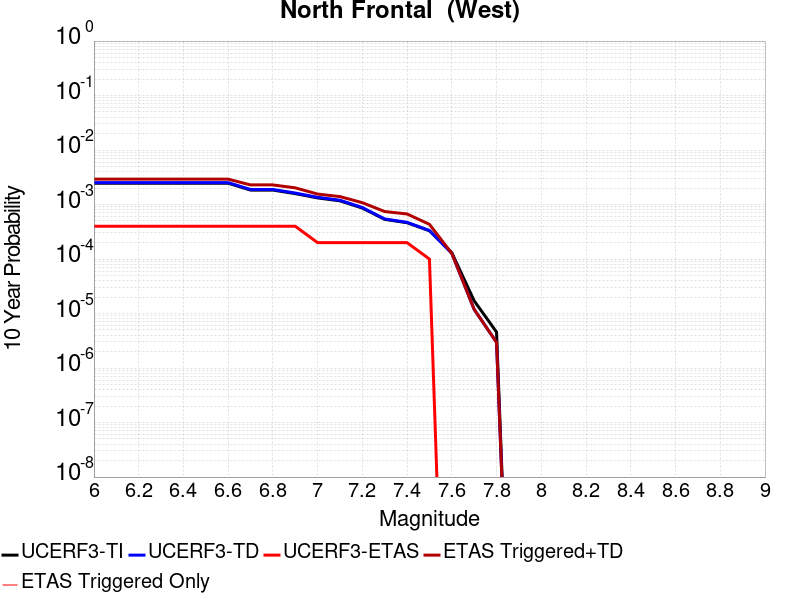 North Frontal  (West)
10^0
10^-1
10^-2
10^-3
10^-4
10^-5
10^-6
10^-7
10^-8
10 Year Probability
6 6.2 6.4 6.6 6.8 7 7.2 7.4 7.6 7.8 8 8.2 8.4 8.6 8.8 9
Magnitude
UCERF3-TI UCERF3-TD UCERF3-ETAS ETAS Triggered+TD
ETAS Triggered Only